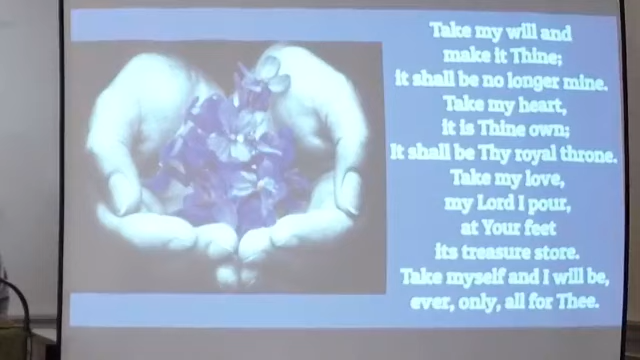 Take my will and
make it Thine;
it shall be no longer mine.
Take my heart,
it is Thine own;
It shall be Thy royal throne.
Take my love,
my Lord I pour,
at Your feet
its treasure store.
Take myself and I will be,
ever, only, all for Thee.